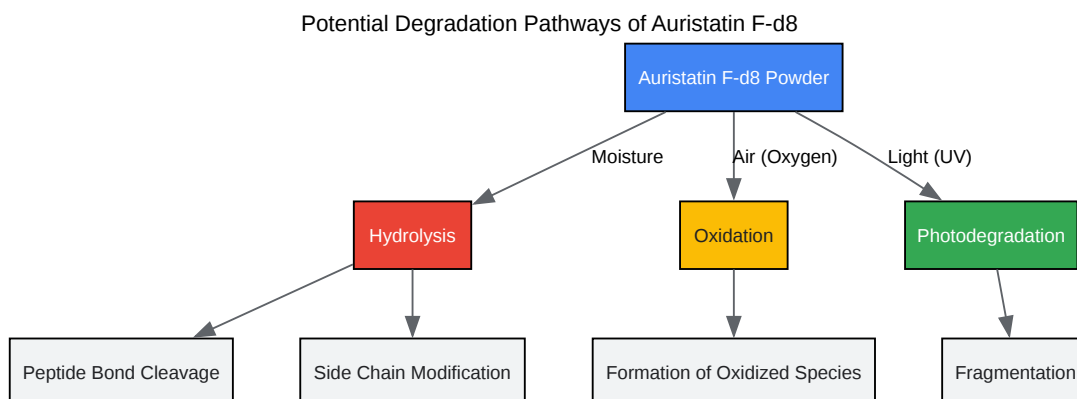 Potential Degradation Pathways of Auristatin F-d8
Auristatin F-d8 Powder
Moisture
Air (Oxygen)
Light (UV)
Hydrolysis
Oxidation
Photodegradation
Peptide Bond Cleavage
Side Chain Modification
Formation of Oxidized Species
Fragmentation